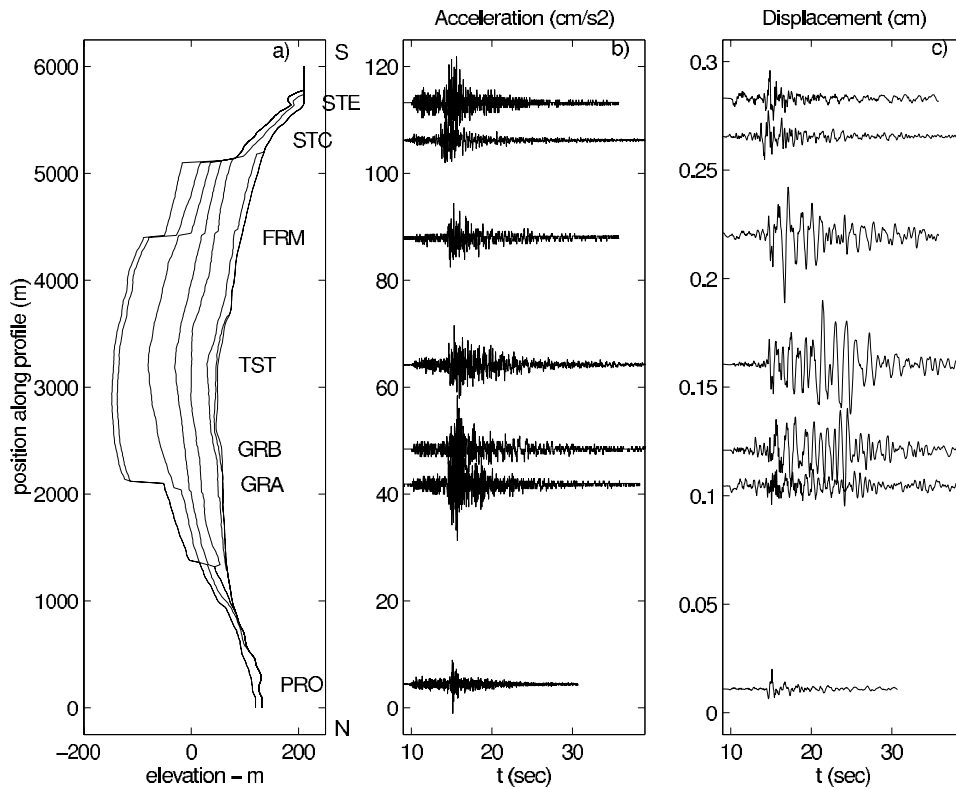 Acceleration (cm/s2)
Displacement (cm)
a)
S
b)
c)
6000
5000
4000
3000
2000
1000
0
position along profile (m)
STE
STC
FRM
TST
GRB
GRA
PRO
N
−200
0
200
elevation − m
120
100
80
60
40
20
0
10
20
30
t (sec)
0.3
0.25
0.2
0.15
0.1
0.05
0
10
20
30
t (sec)